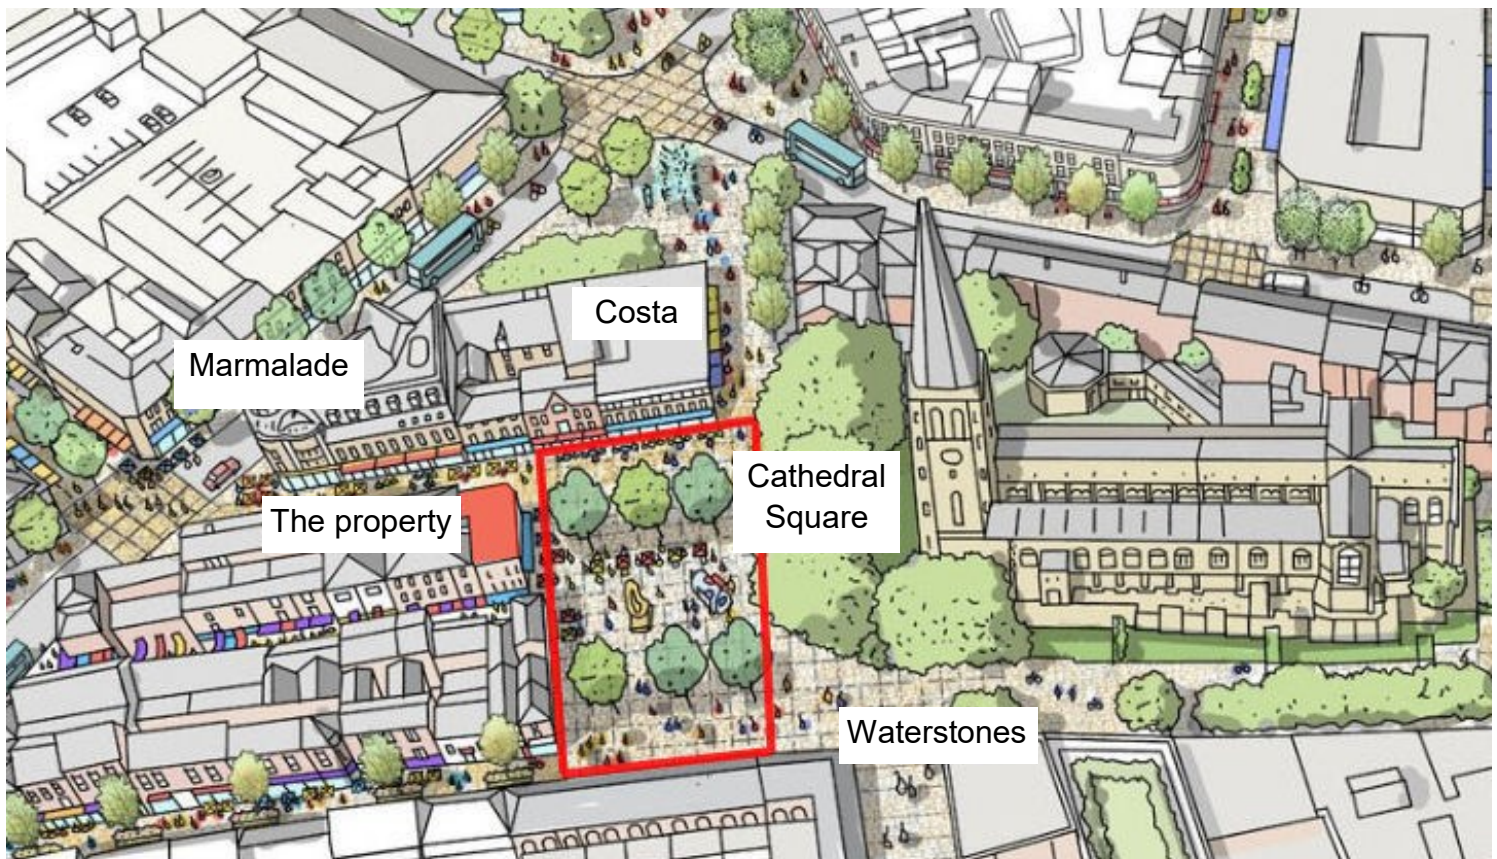 Costa
Marmalade
Cathedral
Square
The property
Waterstones